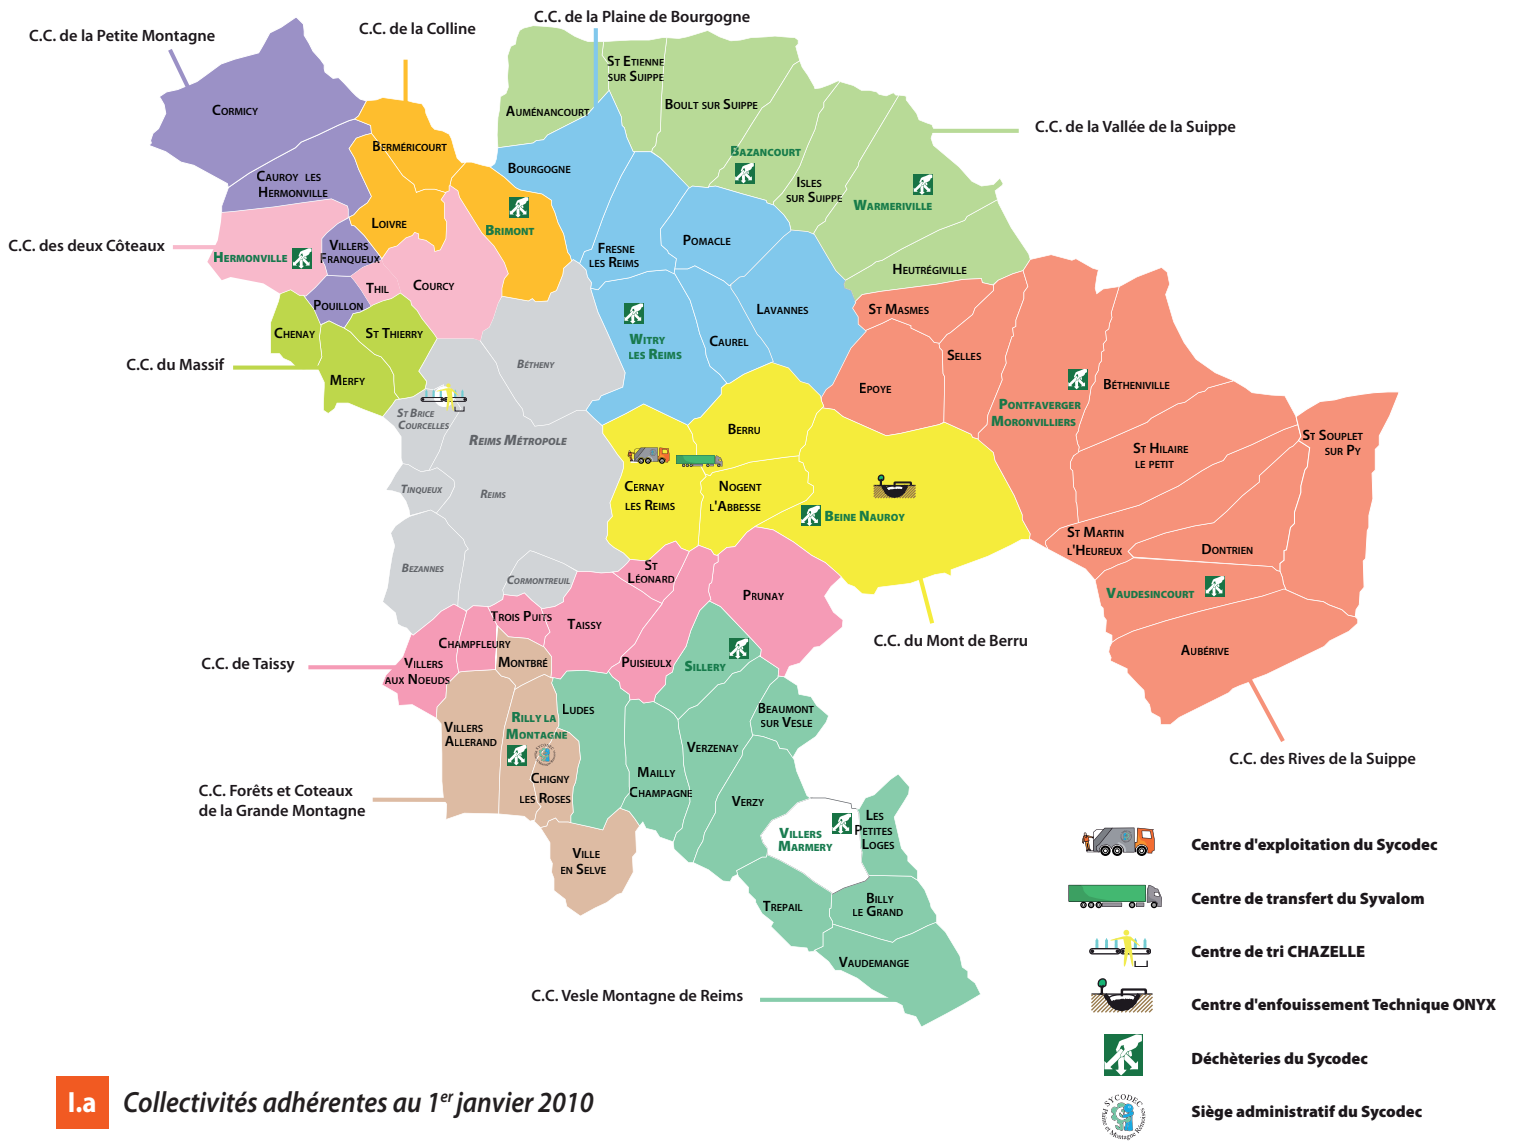 C.C. de la Plaine de Bourgogne
C.C. de la Colline
C.C. de la Petite Montagne
St Etienne
sur Suippe
Boult sur Suippe
Auménancourt
Cormicy
C.C. de la Vallée de la Suippe
Berméricourt
Bazancourt
Bourgogne
Cauroy les
Hermonville
Isles
sur Suippe
Warmeriville
Loivre
Brimont
C.C. des deux Côteaux
Hermonville
Villers
Franqueux
Fresne
les Reims
Pomacle
Heutrégiville
Thil
Courcy
Pouillon
Lavannes
St Masmes
Chenay
St Thierry
Witry
les Reims
Caurel
Selles
C.C. du Massif
Merfy
Bétheny
Epoye
Bétheniville
Pontfaverger
Moronvilliers
St Brice
Courcelles
Reims Métropole
Berru
St Hilaire
le petit
St Souplet
sur Py
Tinqueux
Reims
Cernay
les Reims
Nogent
l'Abbesse
Beine Nauroy
St Martin
l'Heureux
Dontrien
Bezannes
Cormontreuil
St
Léonard
Prunay
Vaudesincourt
Trois Puits
Taissy
C.C. du Mont de Berru
Champfleury
Aubérive
C.C. de Taissy
Villers
aux Noeuds
Montbré
Puisieulx
Sillery
Ludes
Beaumont
sur Vesle
Rilly la
Montagne
Villers
Allerand
Verzenay
C.C. des Rives de la Suippe
Mailly
Champagne
Chigny
les Roses
C.C. Forêts et Coteaux
de la Grande Montagne
Verzy
Les
Petites
Loges
Villers
Marmery
Ville
en Selve
Trepail
Billy
le Grand
Vaudemange
C.C. Vesle Montagne de Reims
Centre d'exploitation du Sycodec
Centre de transfert du Syvalom
Centre de tri CHAZELLE
Centre d'enfouissement Technique ONYX
Déchèteries du Sycodec
SYCODEC
Plaine et Montagne Rémoises
Siège administratif du Sycodec
I.a
Collectivités adhérentes au 1er janvier 2010